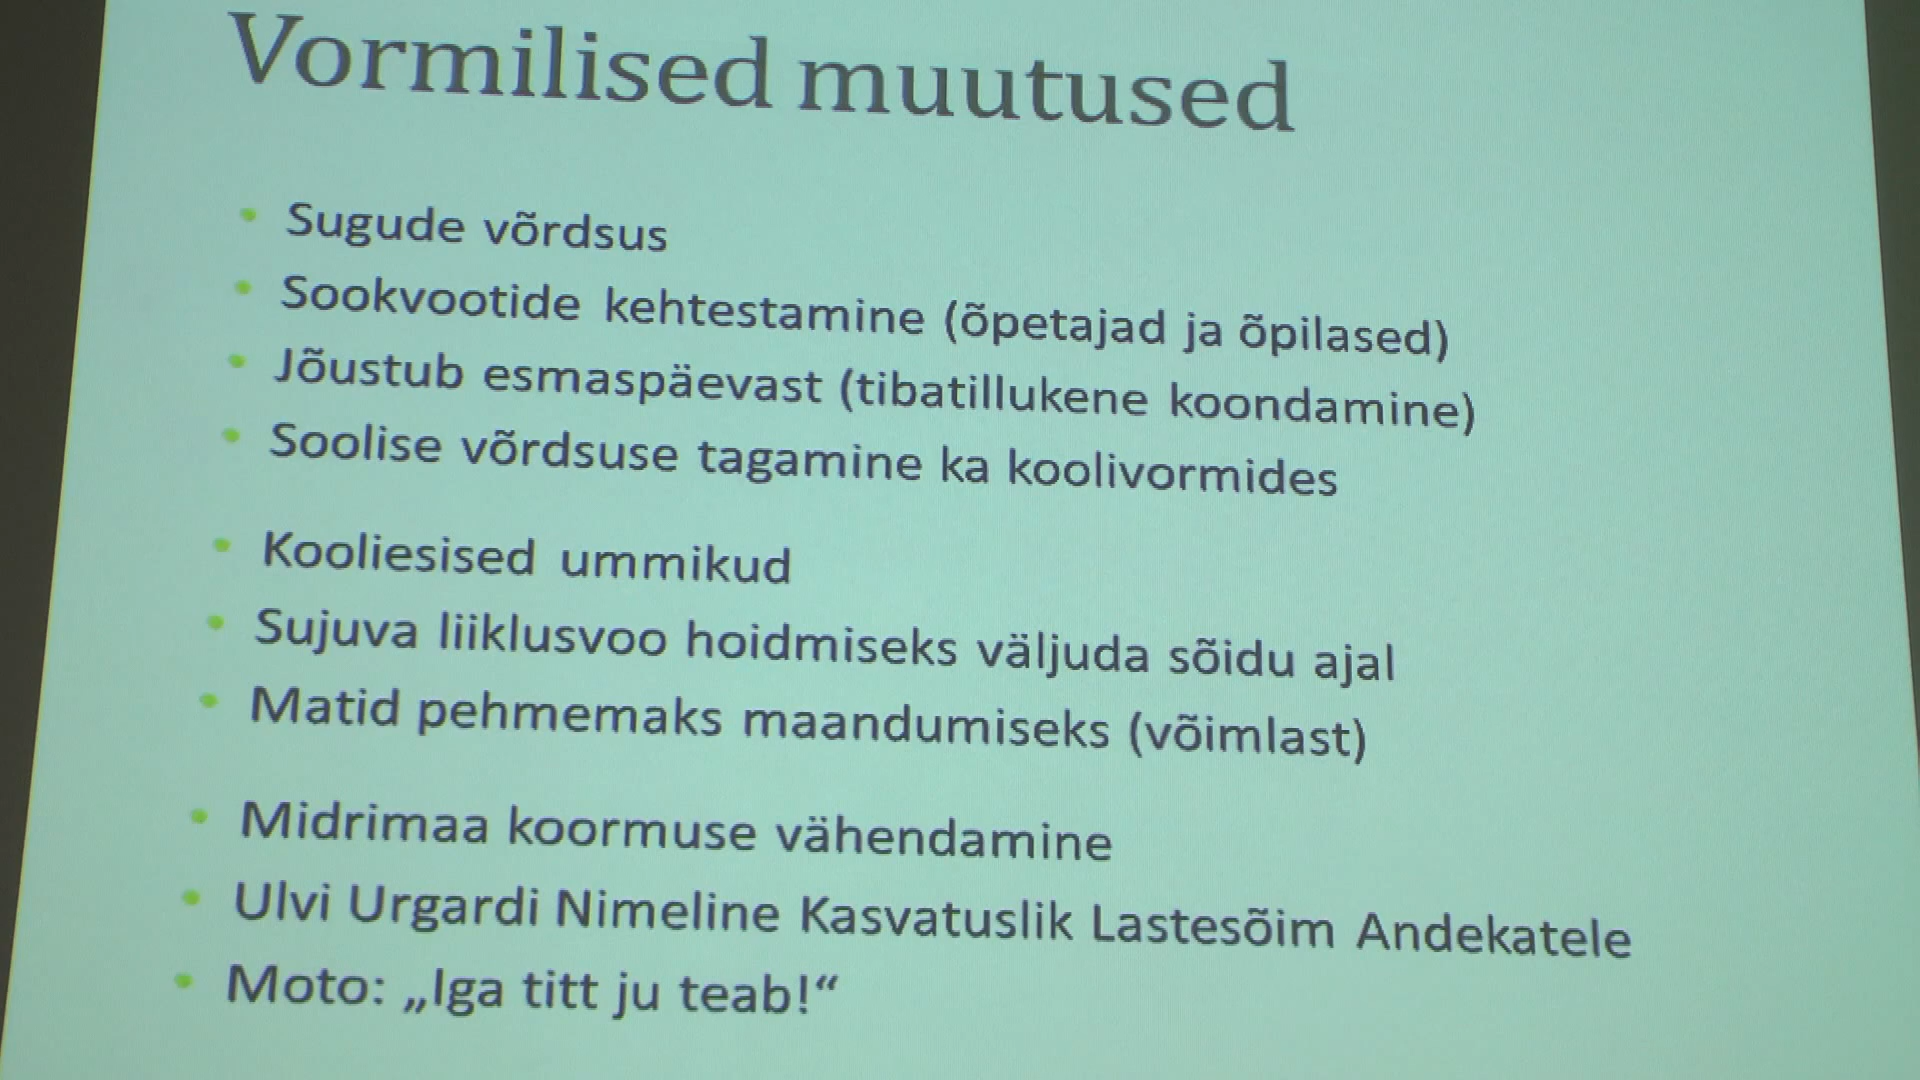 Vormilised muutused
• Sugude võrdsus
• Sookvootide kehtestamine (õpetajad ja õpilased)
• Jõustub esmaspäevast (tibatillukene koondamine)
• Soolise võrdsuse tagamine ka koolivormides
• Kooliesised ummikud
• Sujuva liiklusvoo hoidmiseks väljuda sõidu ajal
• Matid pehmemaks maandumiseks (võimlast)
• Midrimaa koormuse vähendamine
• Ulvi Urgardi Nimeline Kasvatuslik Lastesõim Andekatele
• Moto: „Iga titt ju teab!“